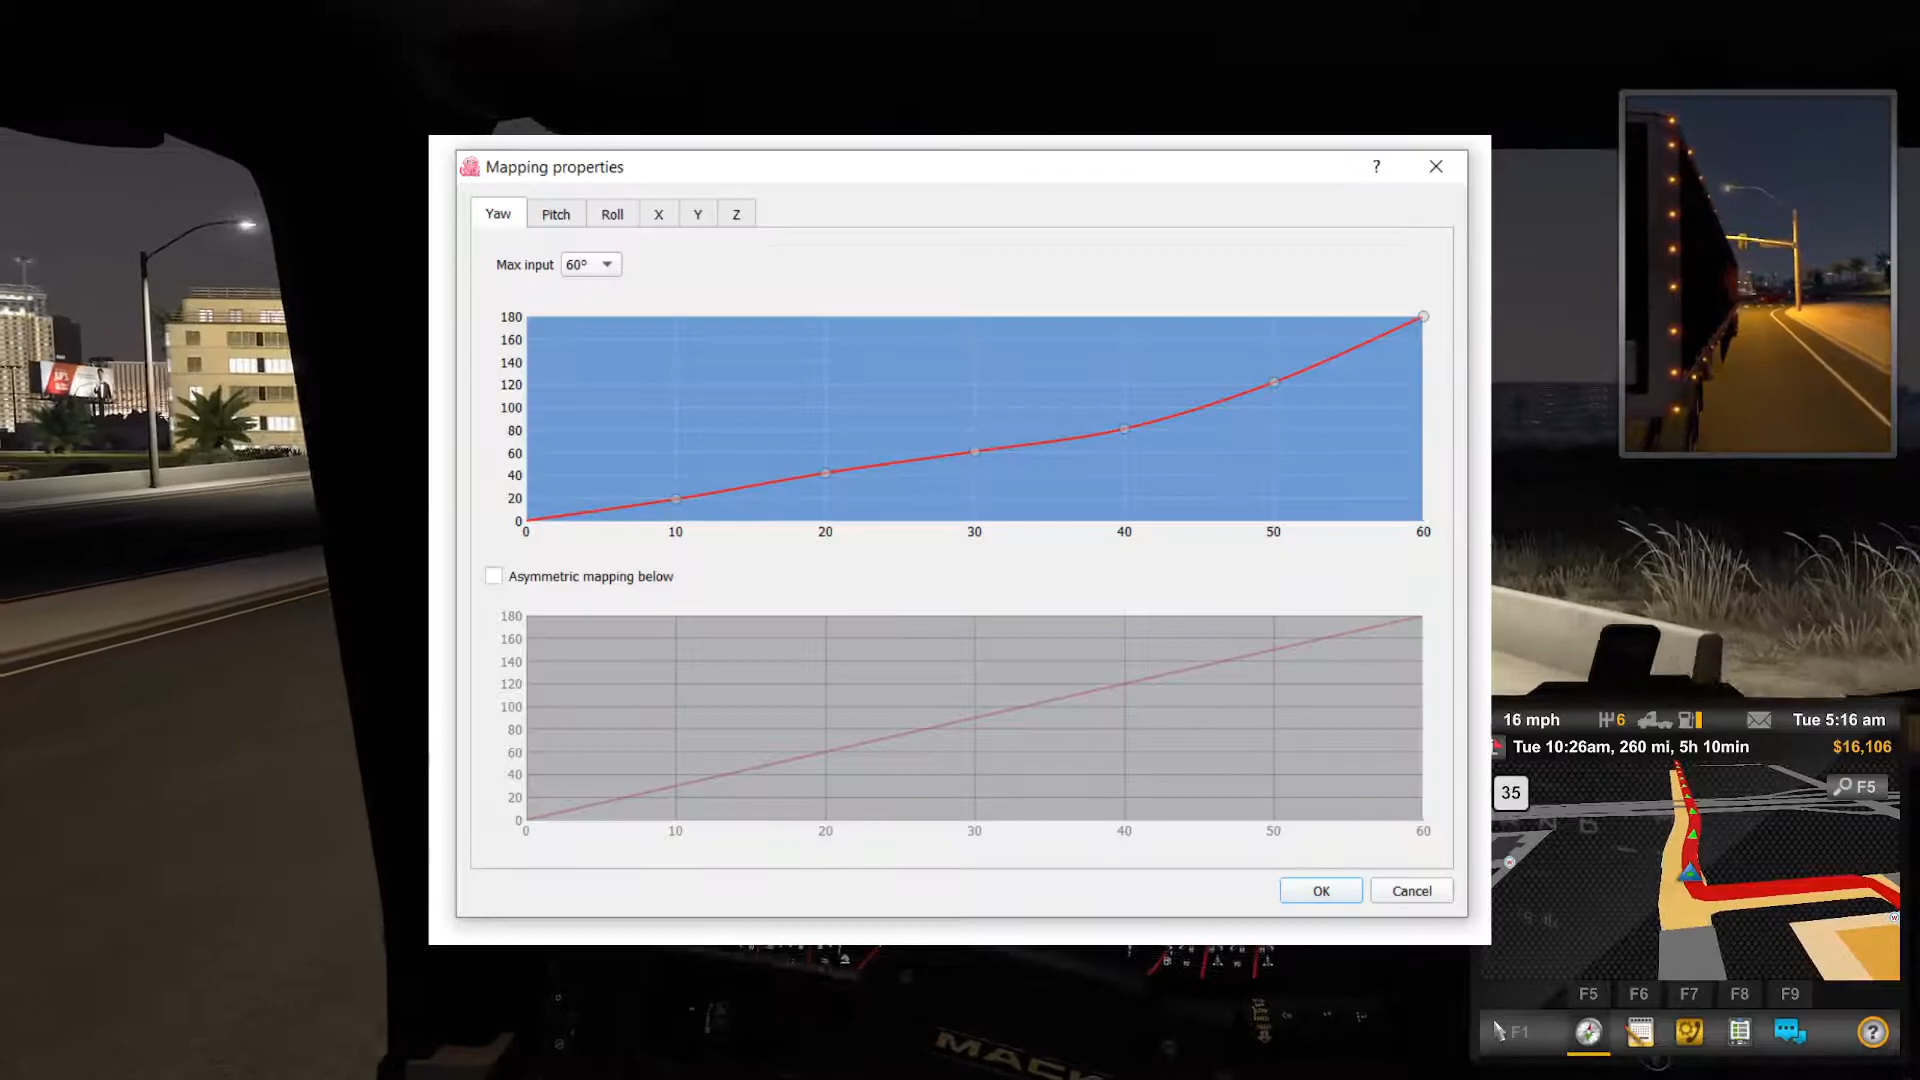 Mapping properties
?
Yaw Pitch Roll X Y Z
Max input 60º
180
160
140
120
100
80
60
40
20
0
0 10 20 30 40 50 60
Asymmetric mapping below
180
160
140
120
100
80
60
40
20
0
0 10 20 30 40 50 60
OK Cancel
16 mph 6 Tue 5:16 am
Tue 10:26am, 260 mi, 5h 10min $16,106
35
F5
F5 F6 F7 F8 F9
F1
?
MACK